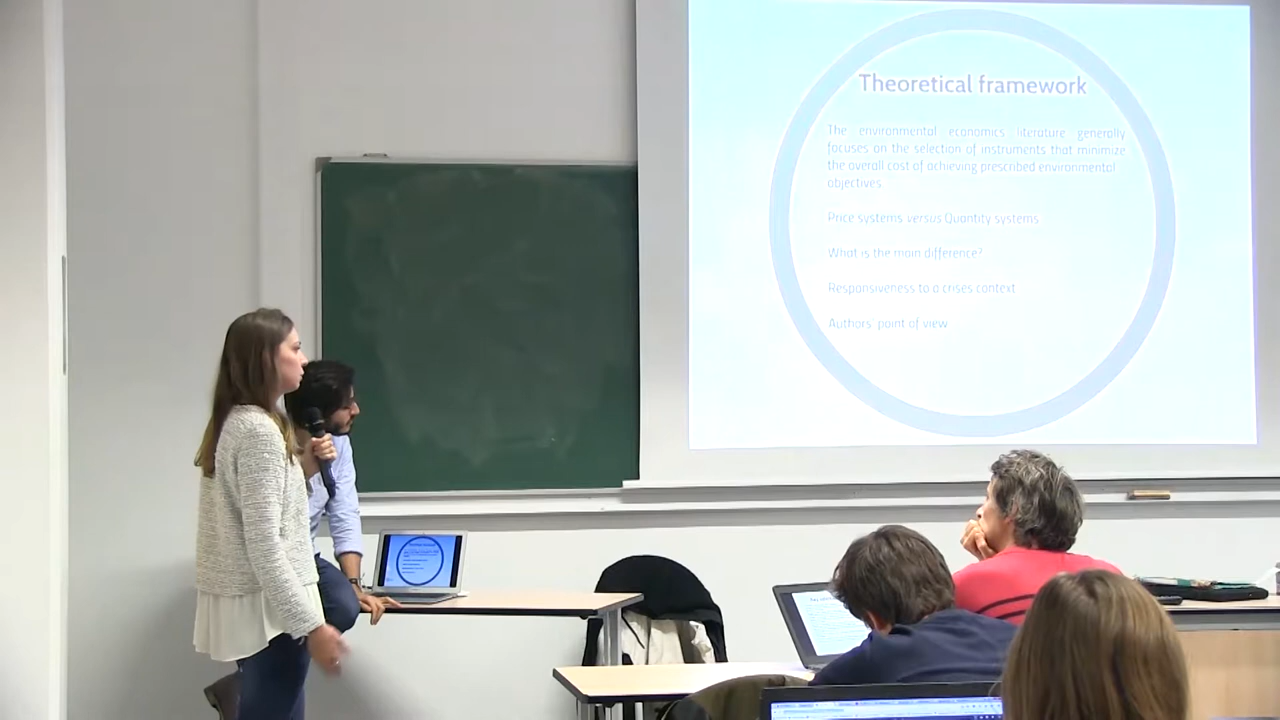 Theoretical framework
The environmental economics literature generally
focuses on the selection of instruments that minimize
the overall cost of achieving prescribed environmental
objectives.
Price systems versus Quantity systems
What is the main difference?
Responsiveness to a crises context
Authors' point of view